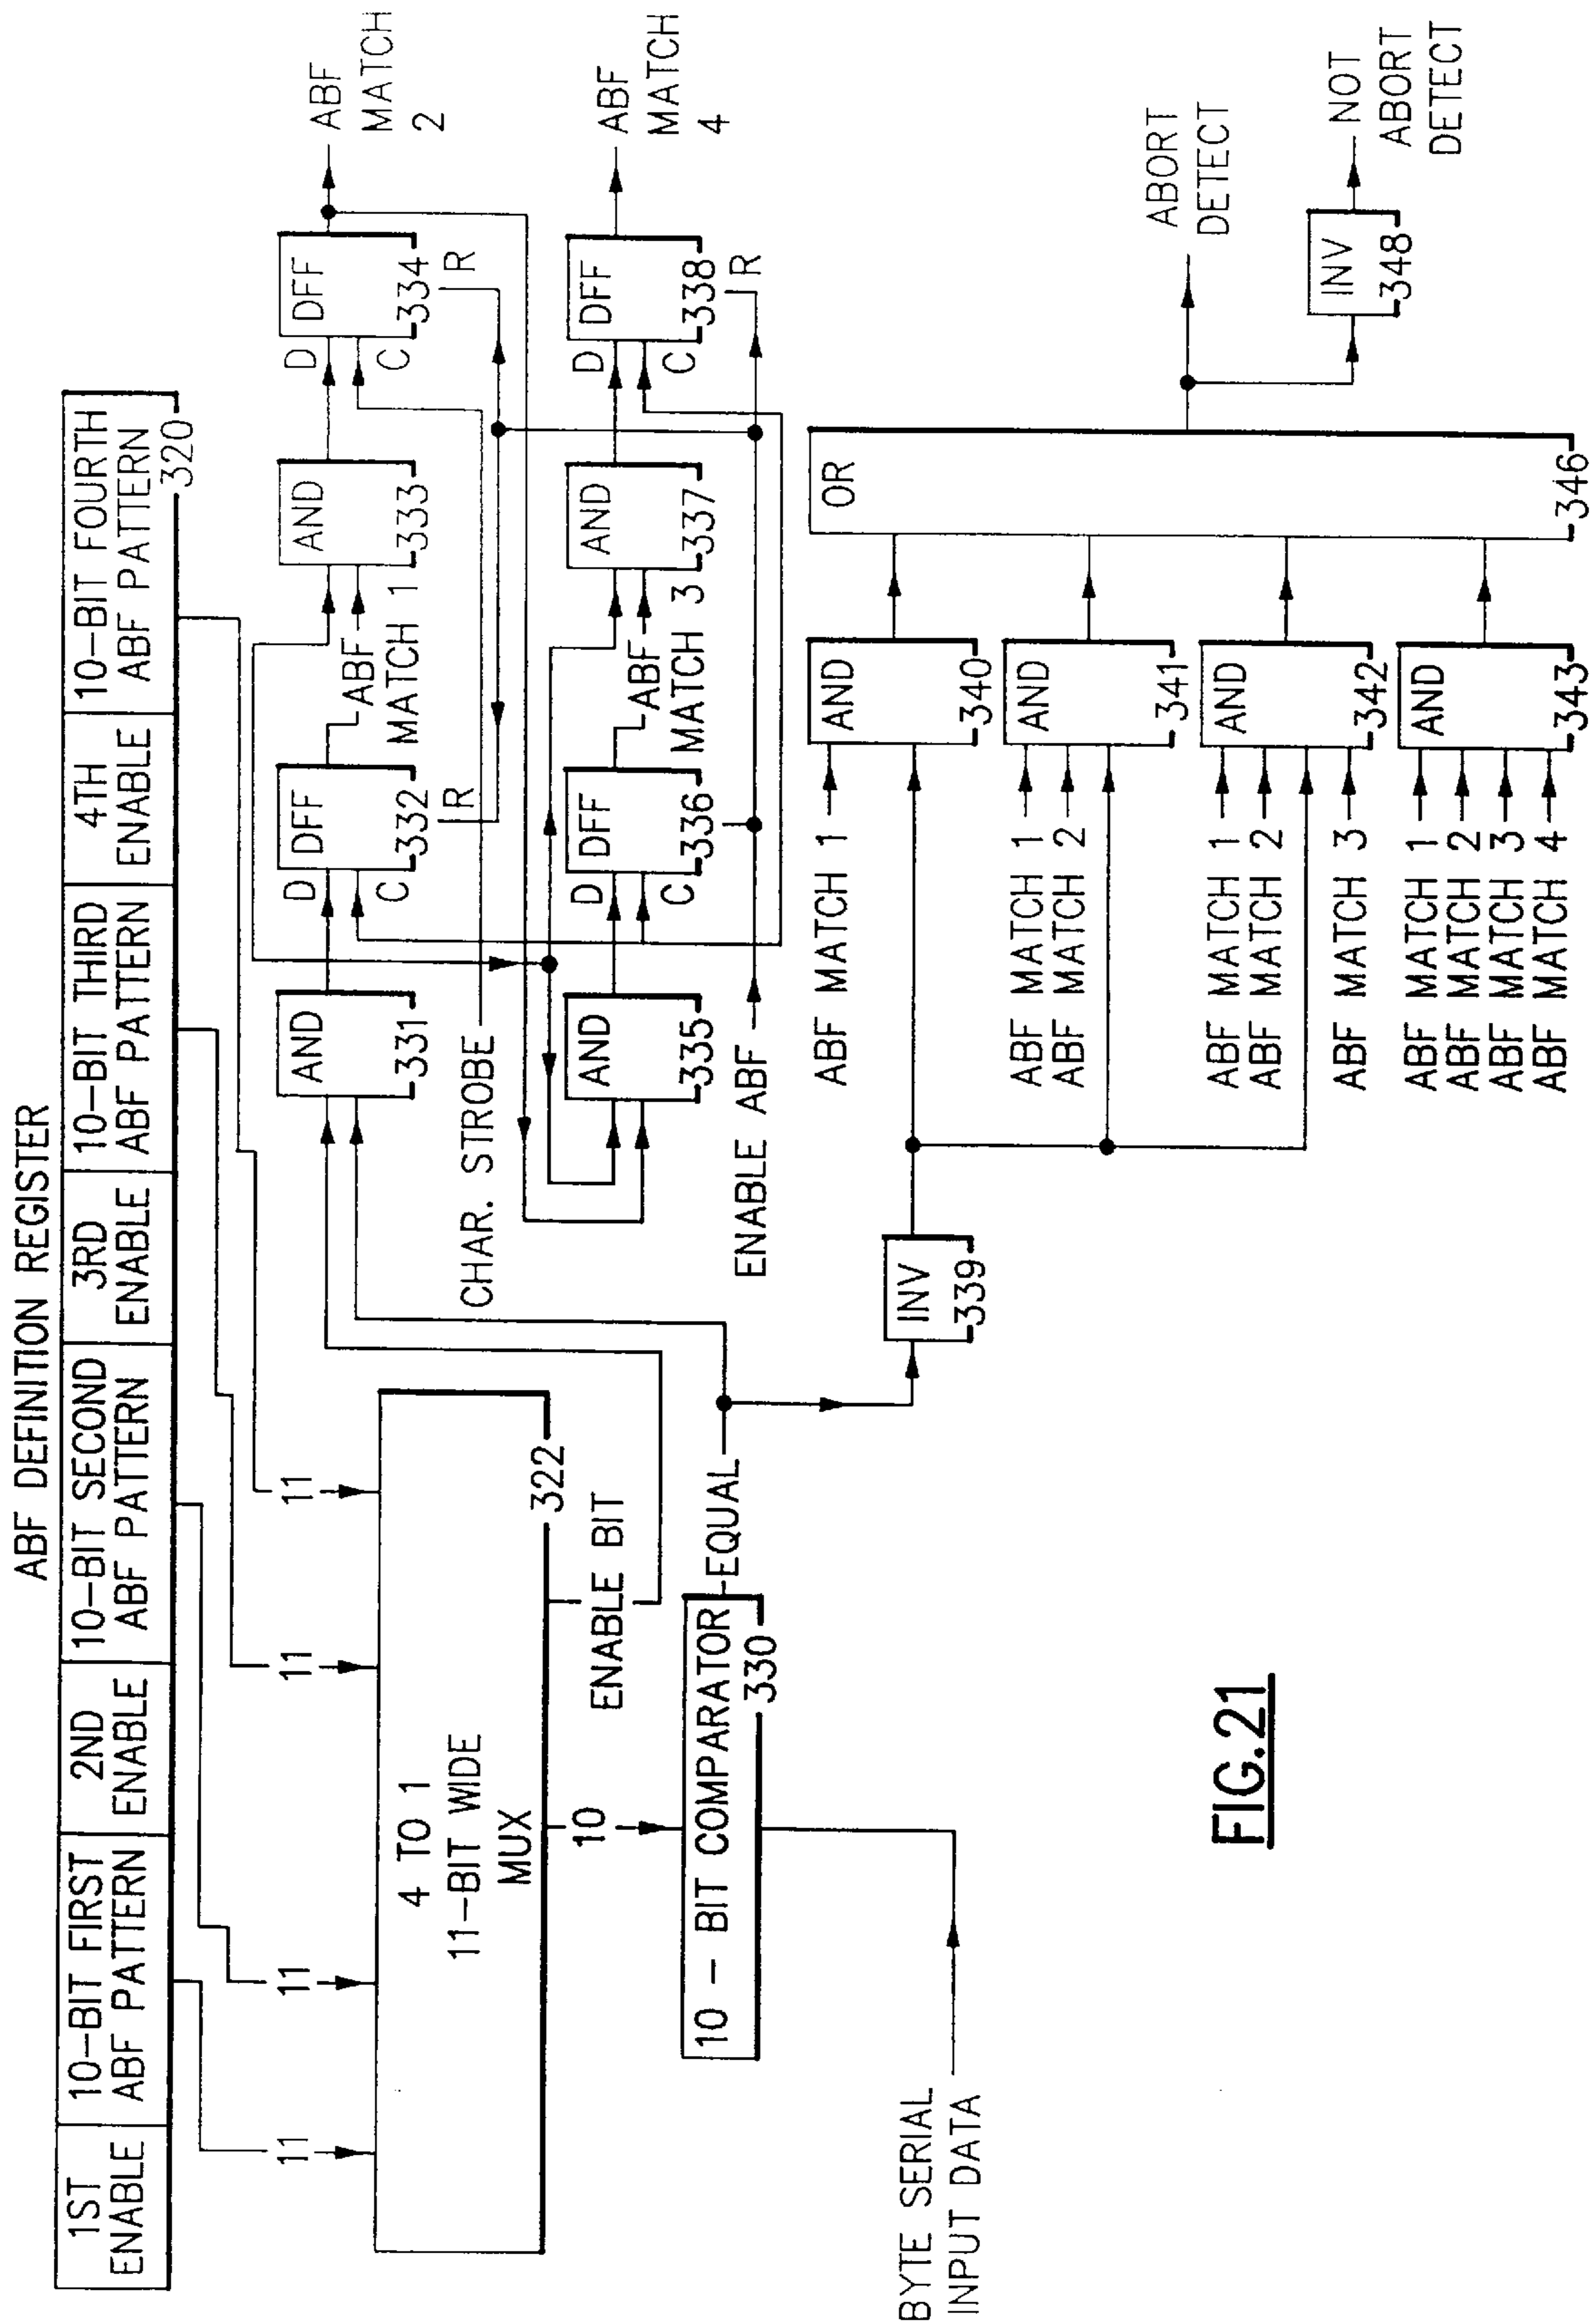 ABF DEFINITION REGISTER
1ST
ENABLE
10-BIT FIRST
ABF PATTERN
2ND
ENABLE
10-BIT SECOND
ABF PATTERN
3RD
ENABLE
10-BIT THIRD
ABF PATTERN
4TH
ENABLE
10-BIT FOURTH
ABF PATTERN
320
11
11
11
11
4 TO 1
11-BIT WIDE
MUX
322
10
ENABLE BIT
10 - BIT COMPARATOR
330
EQUAL
BYTE SERIAL
INPUT DATA
AND
331
D
DFF
C
332
R
ABF
MATCH 1
AND
333
D
DFF
C
334
R
ABF
MATCH
2
CHAR. STROBE
AND
335
D
DFF
C
336
ABF
MATCH 3
AND
337
D
DFF
C
338
R
ABF
MATCH
4
ENABLE ABF
INV
339
ABF MATCH 1
AND
340
ABF MATCH 1
ABF MATCH 2
AND
341
ABF MATCH 1
ABF MATCH 2
ABF MATCH 3
AND
342
ABF MATCH 1
ABF MATCH 2
ABF MATCH 3
ABF MATCH 4
AND
343
OR
346
ABORT
DETECT
INV
348
NOT
ABORT
DETECT
FIG.21